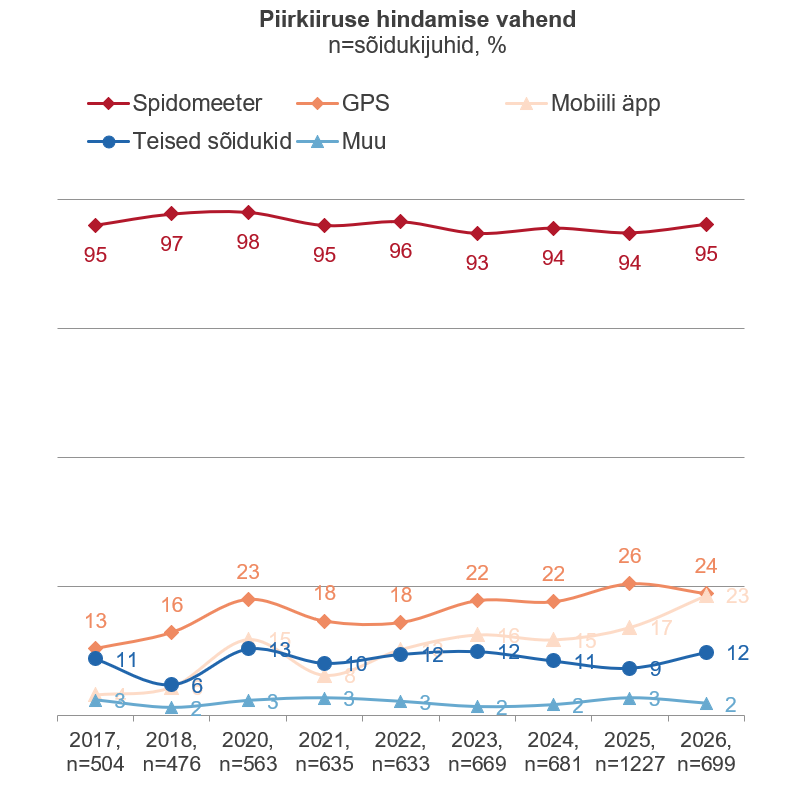 Piirkiiruse hindamise vahend
n=sõidukijuhid, %
Spidomeeter GPS Mobiili äpp
Teised sõidukid Muu
95 97 98 95 96 93 94 94 95
13 16 23 18 18 22 22 26 24
15 8 16 15 17 23
11 6 13 10 12 12 11 9 12
3 2 3 3 3 2 2 3 2
2017, 2018, 2020, 2021, 2022, 2023, 2024, 2025, 2026,
n=504 n=476 n=563 n=635 n=633 n=669 n=681 n=1227 n=699